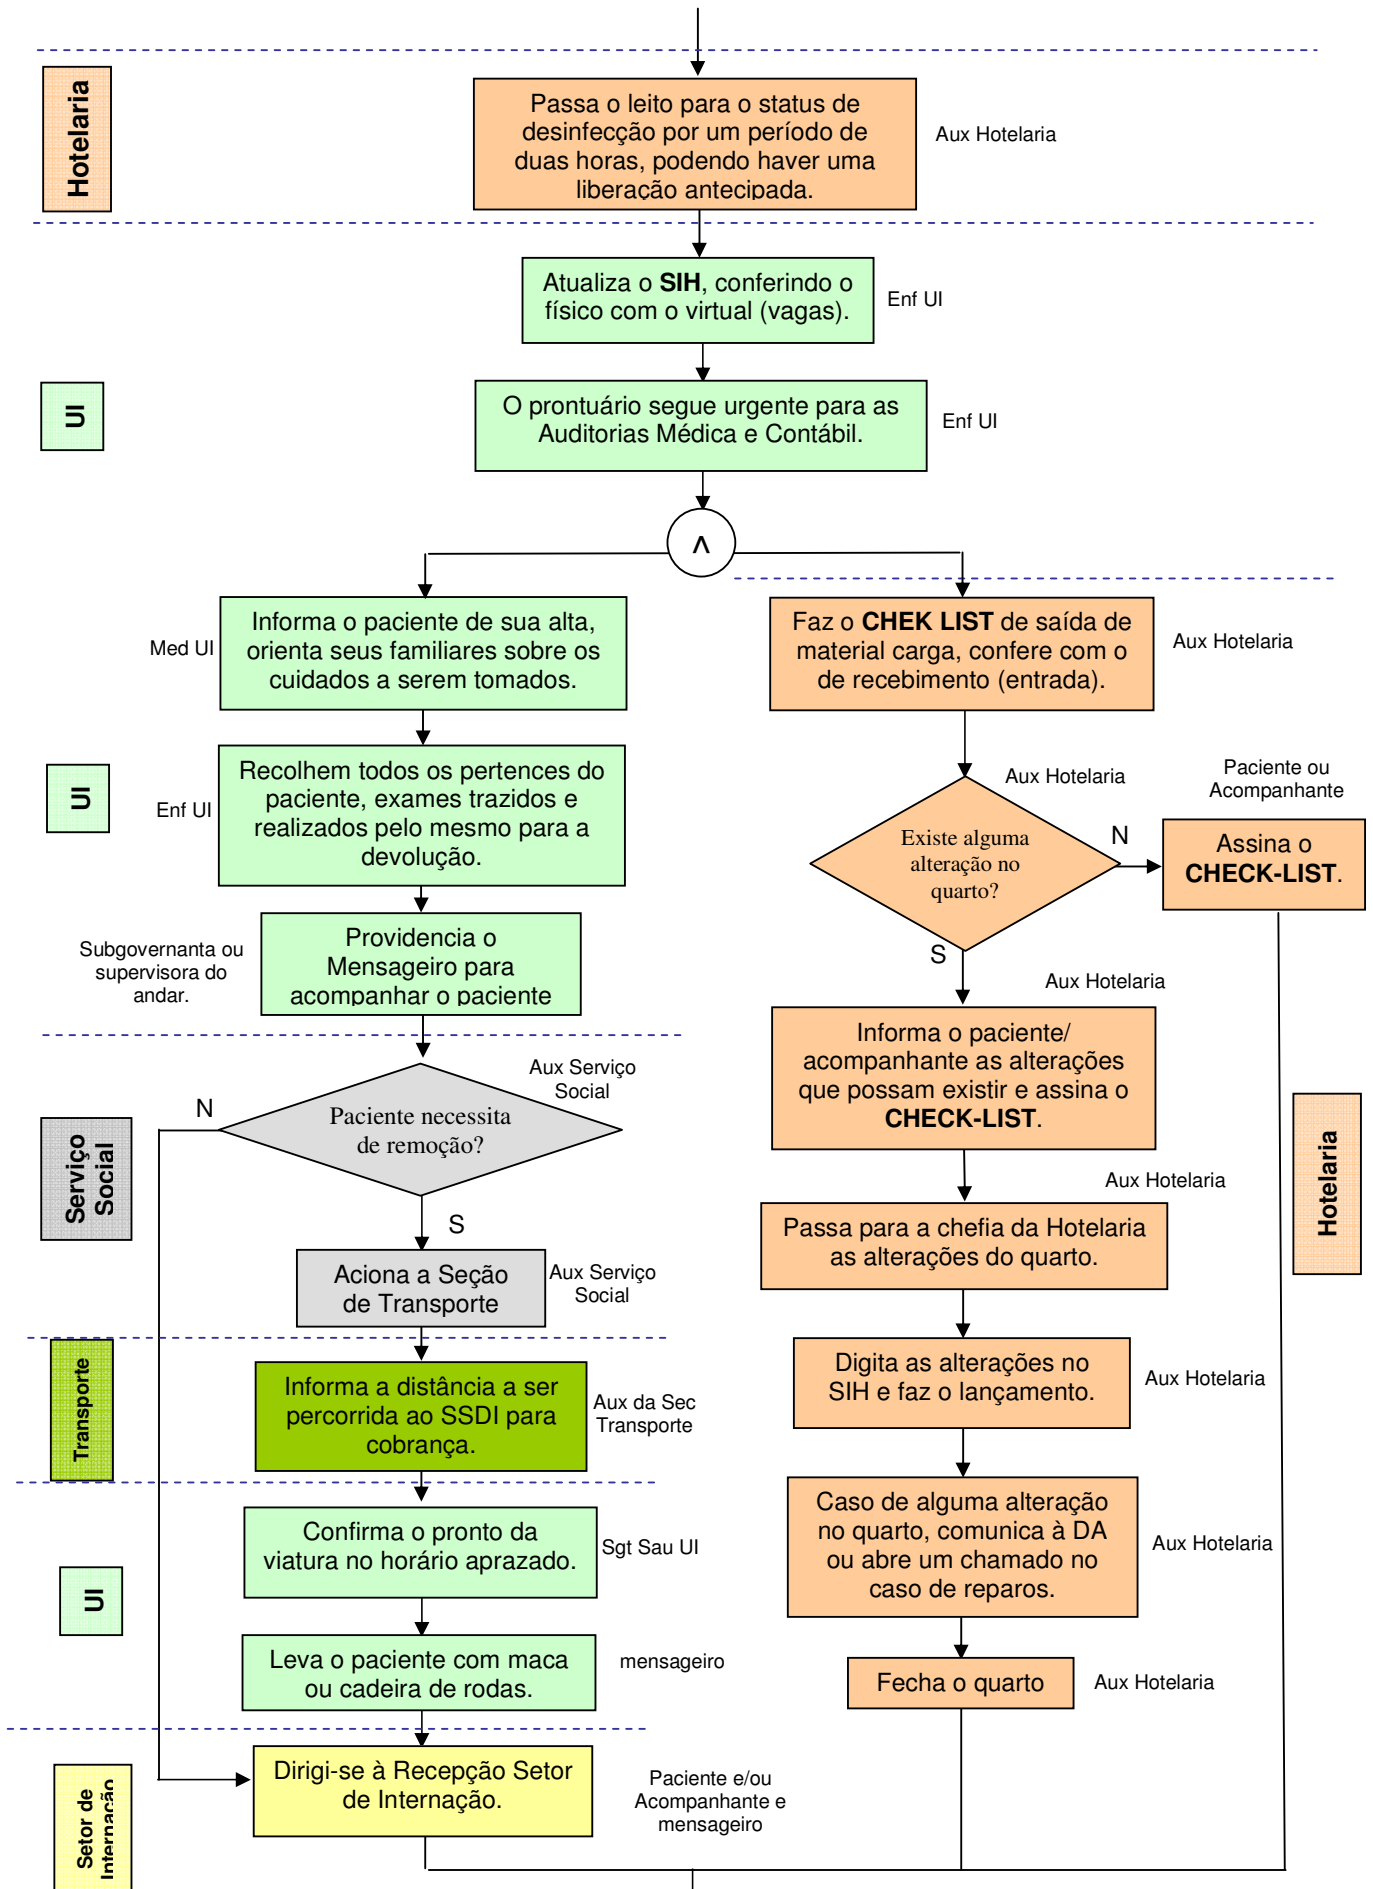 Hotelaria
Passa o leito para o status de
desinfecção por um período de
duas horas, podendo haver uma
liberação antecipada.
Aux Hotelaria
Atualiza o SIH, conferindo o
físico com o virtual (vagas).
Enf UI
UI
O prontuário segue urgente para as
Auditorias Médica e Contábil.
Enf UI
^
Med UI
Informa o paciente de sua alta,
orienta seus familiares sobre os
cuidados a serem tomados.
Faz o CHEK LIST de saída de
material carga, confere com o
de recebimento (entrada).
Aux Hotelaria
UI
Enf UI
Recolhem todos os pertences do
paciente, exames trazidos e
realizados pelo mesmo para a
devolução.
Aux Hotelaria
Existe alguma
alteração no
quarto?
N
Paciente ou
Acompanhante
Assina o
CHECK-LIST.
S
Subgovernanta ou
supervisora do
andar.
Providencia o
Mensageiro para
acompanhar o paciente
Aux Hotelaria
Informa o paciente/
acompanhante as alterações
que possam existir e assina o
CHECK-LIST.
Serviço
Social
N
Paciente necessita
de remoção?
Aux Serviço
Social
S
Aux Hotelaria
Passa para a chefia da Hotelaria
as alterações do quarto.
Hotelaria
Aciona a Seção
de Transporte
Aux Serviço
Social
Transporte
Informa a distância a ser
percorrida ao SSDI para
cobrança.
Aux da Sec
Transporte
Digita as alterações no
SIH e faz o lançamento.
Aux Hotelaria
UI
Confirma o pronto da
viatura no horário aprazado.
Sgt Sau UI
Caso de alguma alteração
no quarto, comunica à DA
ou abre um chamado no
caso de reparos.
Aux Hotelaria
Leva o paciente com maca
ou cadeira de rodas.
mensageiro
Fecha o quarto
Aux Hotelaria
Setor de
Internação
Dirigi-se à Recepção Setor
de Internação.
Paciente e/ou
Acompanhante e
mensageiro